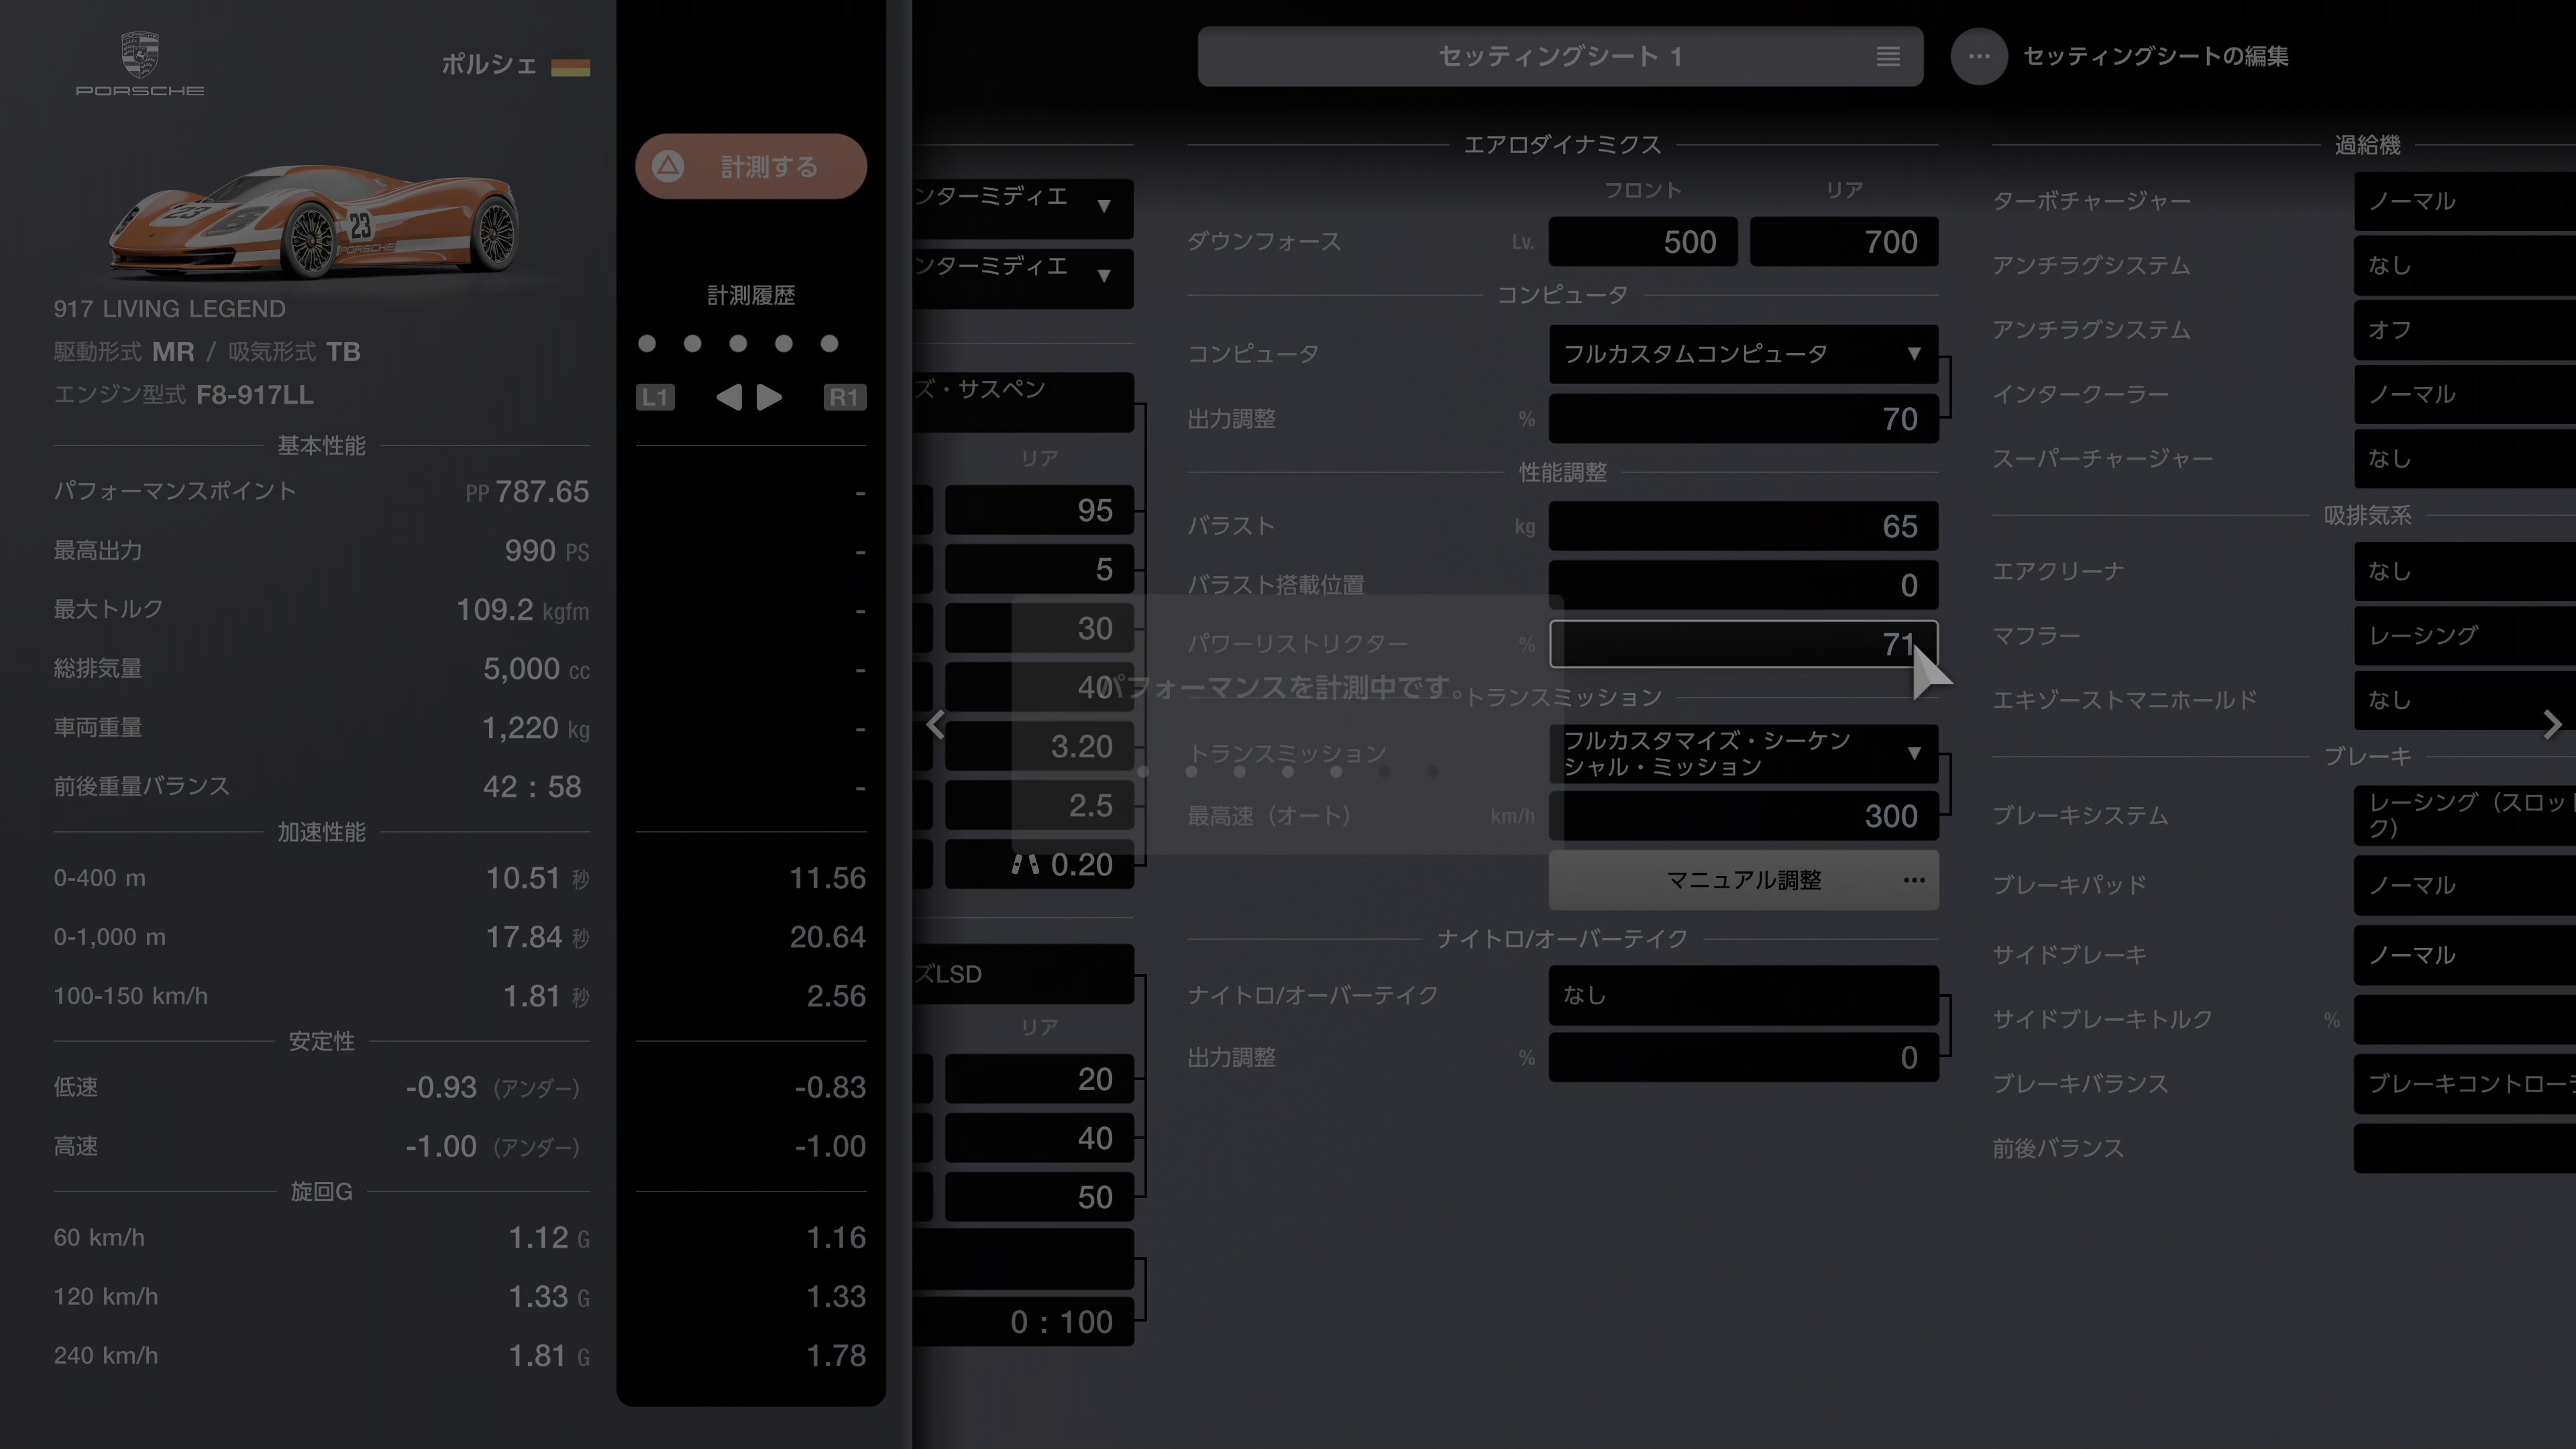 PORSCHE
ポルシェ
23
23
PORSCHE
917 LIVING LEGEND
駆動形式 MR / 吸気形式 TB
エンジン型式 F8-917LL
基本性能
パフォーマンスポイント PP 787.65
最高出力 990 PS
最大トルク 109.2 kgfm
総排気量 5,000 cc
車両重量 1,220 kg
前後重量バランス 42 : 58
加速性能
0-400 m 10.51 秒
0-1,000 m 17.84 秒
100-150 km/h 1.81 秒
安定性
低速 -0.93 (アンダー)
高速 -1.00 (アンダー)
旋回G
60 km/h 1.12 G
120 km/h 1.33 G
240 km/h 1.81 G
計測する
計測履歴
L1 ◀ ▶ R1
-
-
-
-
-
-
11.56
20.64
2.56
-0.83
-1.00
1.16
1.33
1.78
セッティングシート 1
セッティングシートの編集
ンターミディエ ▼
ンターミディエ ▼
ズ・サスペン
リア
95
5
30
40
3.20
2.5
0.20
ズLSD
リア
20
40
50
0 : 100
エアロダイナミクス
フロント リア
ダウンフォース Lv. 500 700
コンピュータ
コンピュータ フルカスタムコンピュータ ▼
出力調整 % 70
性能調整
バラスト kg 65
バラスト搭載位置 0
パワーリストリクター % 71
パフォーマンスを計測中です。
トランスミッション
トランスミッション フルカスタマイズ・シーケン
シャル・ミッション ▼
最高速（オート） km/h 300
マニュアル調整 …
ナイトロ/オーバーテイク
ナイトロ/オーバーテイク なし
出力調整 % 0
過給機
ターボチャージャー ノーマル
アンチラグシステム なし
アンチラグシステム オフ
インタークーラー ノーマル
スーパーチャージャー なし
吸排気系
エアクリーナ なし
マフラー レーシング
エキゾーストマニホールド なし
ブレーキ
ブレーキシステム レーシング（スロット
ク）
ブレーキパッド ノーマル
サイドブレーキ ノーマル
サイドブレーキトルク %
ブレーキバランス ブレーキコントロー
前後バランス